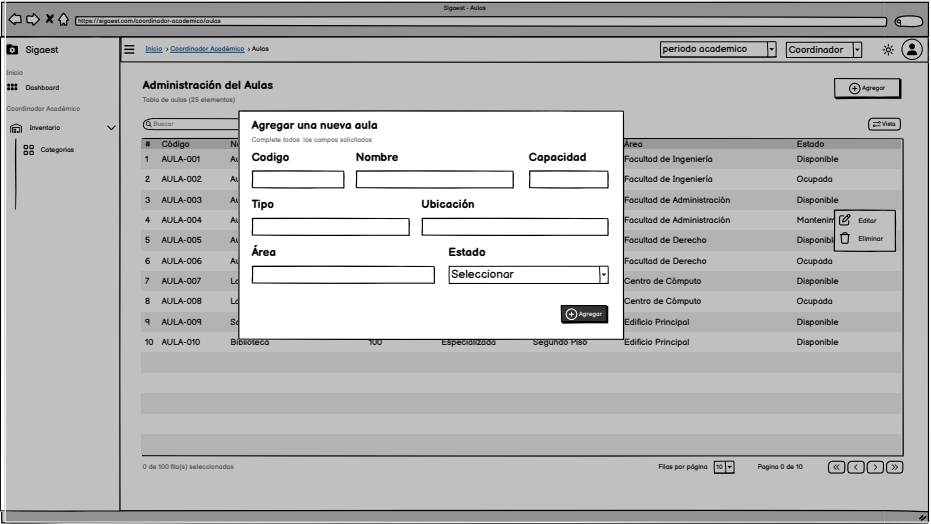 Sigaest - Aulas
https://sigaest.com/coordinador-academico/aulas
Sigaest
Inicio > Coordinador Académico > Aulas
periodo academico
Coordinador
Inicio
Dashboard
Coordinador Académico
Inventario
Categorias
Administración del Aulas
Tabla de aulas (25 elementos)
Agregar
Buscar
Vista
# Código Área Estado
1 AULA-001 Facultad de Ingeniería Disponible
2 AULA-002 Facultad de Ingeniería Ocupada
3 AULA-003 Facultad de Administración Disponible
4 AULA-004 Facultad de Administración
5 AULA-005 Facultad de Derecho
6 AULA-006 Facultad de Derecho Ocupada
7 AULA-007 Centro de Cómputo Disponible
8 AULA-008 Centro de Cómputo Ocupada
9 AULA-009 Edificio Principal Disponible
10 AULA-010 Biblioteca 100 Especializada Segundo Piso Edificio Principal Disponible
Editar
Eliminar
Agregar una nueva aula
Complete todos los campos solicitados
Codigo Nombre Capacidad
Tipo Ubicación
Área Estado
Seleccionar
Agregar
0 de 100 fila(s) seleccionadas
Filas por página 10
Pagina 0 de 10